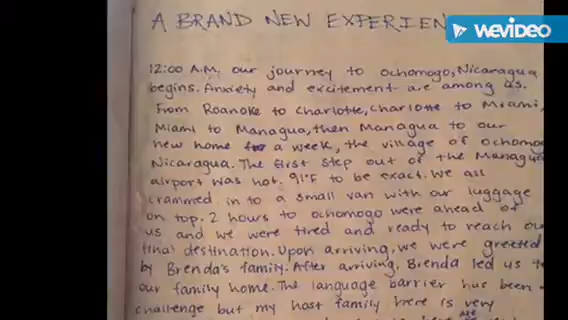 A BRAND NEW EXPERIEN
WEVIDEO
12:00 A.M. our journey to ochomogo, Nicaragua
begins. Anxiety and excitement are among us.
From Roanoke to Charlotte, Charlotte to Miami,
Miami to Managua, then Managua to our
new home for a week, the village of ochomogo
Nicaragua. The first step out of the Managua
airport was hot. 91°F to be exact. We all
crammed in to a small van with our luggage
on top. 2 hours to ochomogo were ahead of
us and we were tired and ready to reach our
final destination. Upon arriving, we were greeted
by Brenda's family. After arriving, Brenda led us to
our family home. The language barrier has been
challenge but my host family here is very